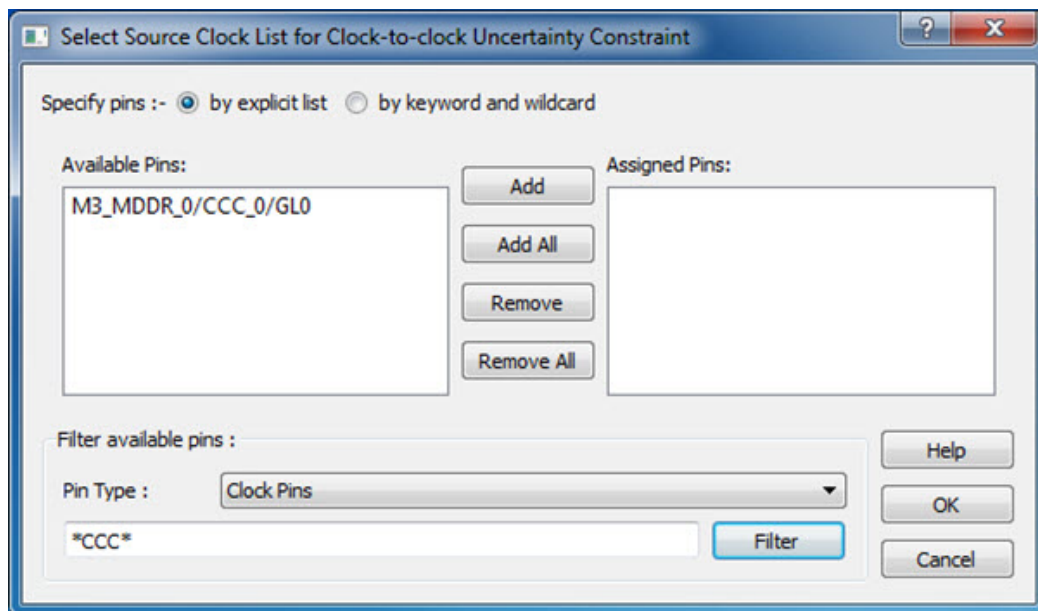 Select Source Clock List for Clock-to-clock Uncertainty Constraint
? X
Specify pins :- by explicit list by keyword and wildcard
Available Pins:
M3_MDDR_0/CCC_0/GL0
Add
Add All
Remove
Remove All
Assigned Pins:
Filter available pins :
Pin Type : Clock Pins
*CCC* Filter
Help
OK
Cancel